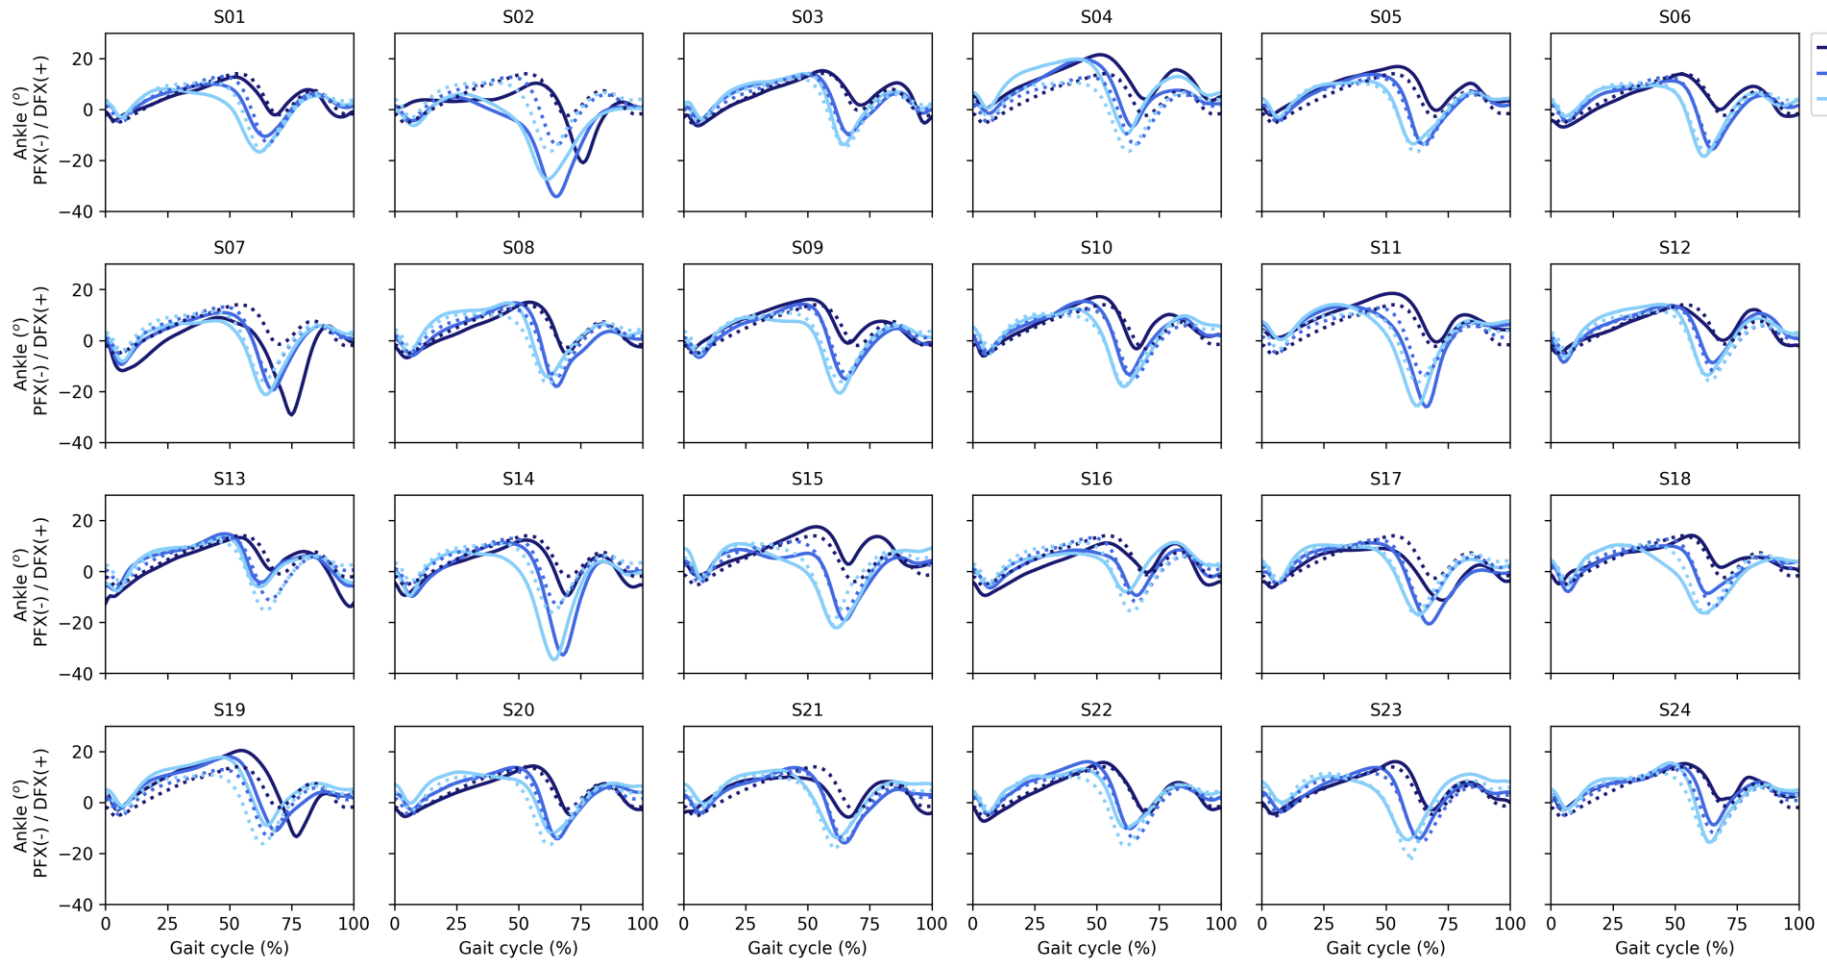 S01 S02 S03 S04 S05 S06
20
0
−20
−40
Ankle (°)
PFX(-) / DFX(+)
S07 S08 S09 S10 S11 S12
20
0
−20
−40
Ankle (°)
PFX(-) / DFX(+)
S13 S14 S15 S16 S17 S18
20
0
−20
−40
Ankle (°)
PFX(-) / DFX(+)
S19 S20 S21 S22 S23 S24
20
0
−20
−40
Ankle (°)
PFX(-) / DFX(+)
0 25 50 75 100 0 25 50 75 100 0 25 50 75 100 0 25 50 75 100 0 25 50 75 100 0 25 50 75 100
Gait cycle (%) Gait cycle (%) Gait cycle (%) Gait cycle (%) Gait cycle (%) Gait cycle (%)